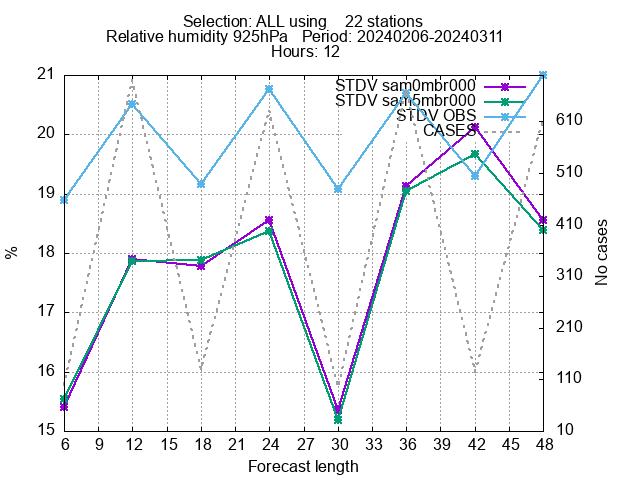 Selection: ALL using    22 stations
Relative humidity 925hPa   Period: 20240206-20240311
Hours: 12
STDV sam0mbr000
STDV sam5mbr000
STDV OBS
CASES
21
20
19
18
17
16
15
%
610
510
410
310
210
110
10
No cases
6 9 12 15 18 21 24 27 30 33 36 39 42 45 48
Forecast length